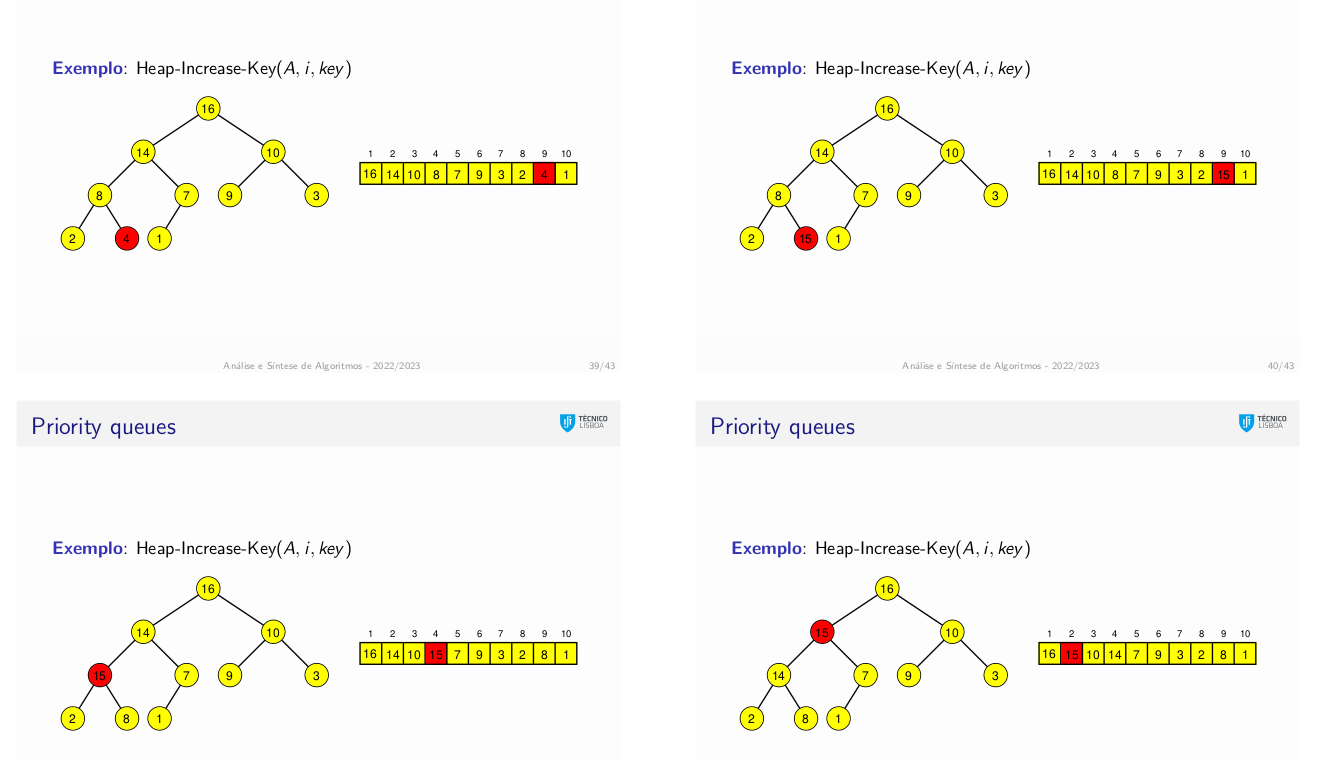 Exemplo: Heap-Increase-Key(A, i, key)
16
14 10
8 7 9 3
2 4 1
1 2 3 4 5 6 7 8 9 10
16 14 10 8 7 9 3 2 4 1
Análise e Síntese de Algoritmos - 2022/2023 39/43
Exemplo: Heap-Increase-Key(A, i, key)
16
14 10
8 7 9 3
2 15 1
1 2 3 4 5 6 7 8 9 10
16 14 10 8 7 9 3 2 15 1
Análise e Síntese de Algoritmos - 2022/2023 40/43
Priority queues
TÉCNICO
LISBOA
Exemplo: Heap-Increase-Key(A, i, key)
16
14 10
15 7 9 3
2 8 1
1 2 3 4 5 6 7 8 9 10
16 14 10 15 7 9 3 2 8 1
Priority queues
TÉCNICO
LISBOA
Exemplo: Heap-Increase-Key(A, i, key)
16
15 10
14 7 9 3
2 8 1
1 2 3 4 5 6 7 8 9 10
16 15 10 14 7 9 3 2 8 1